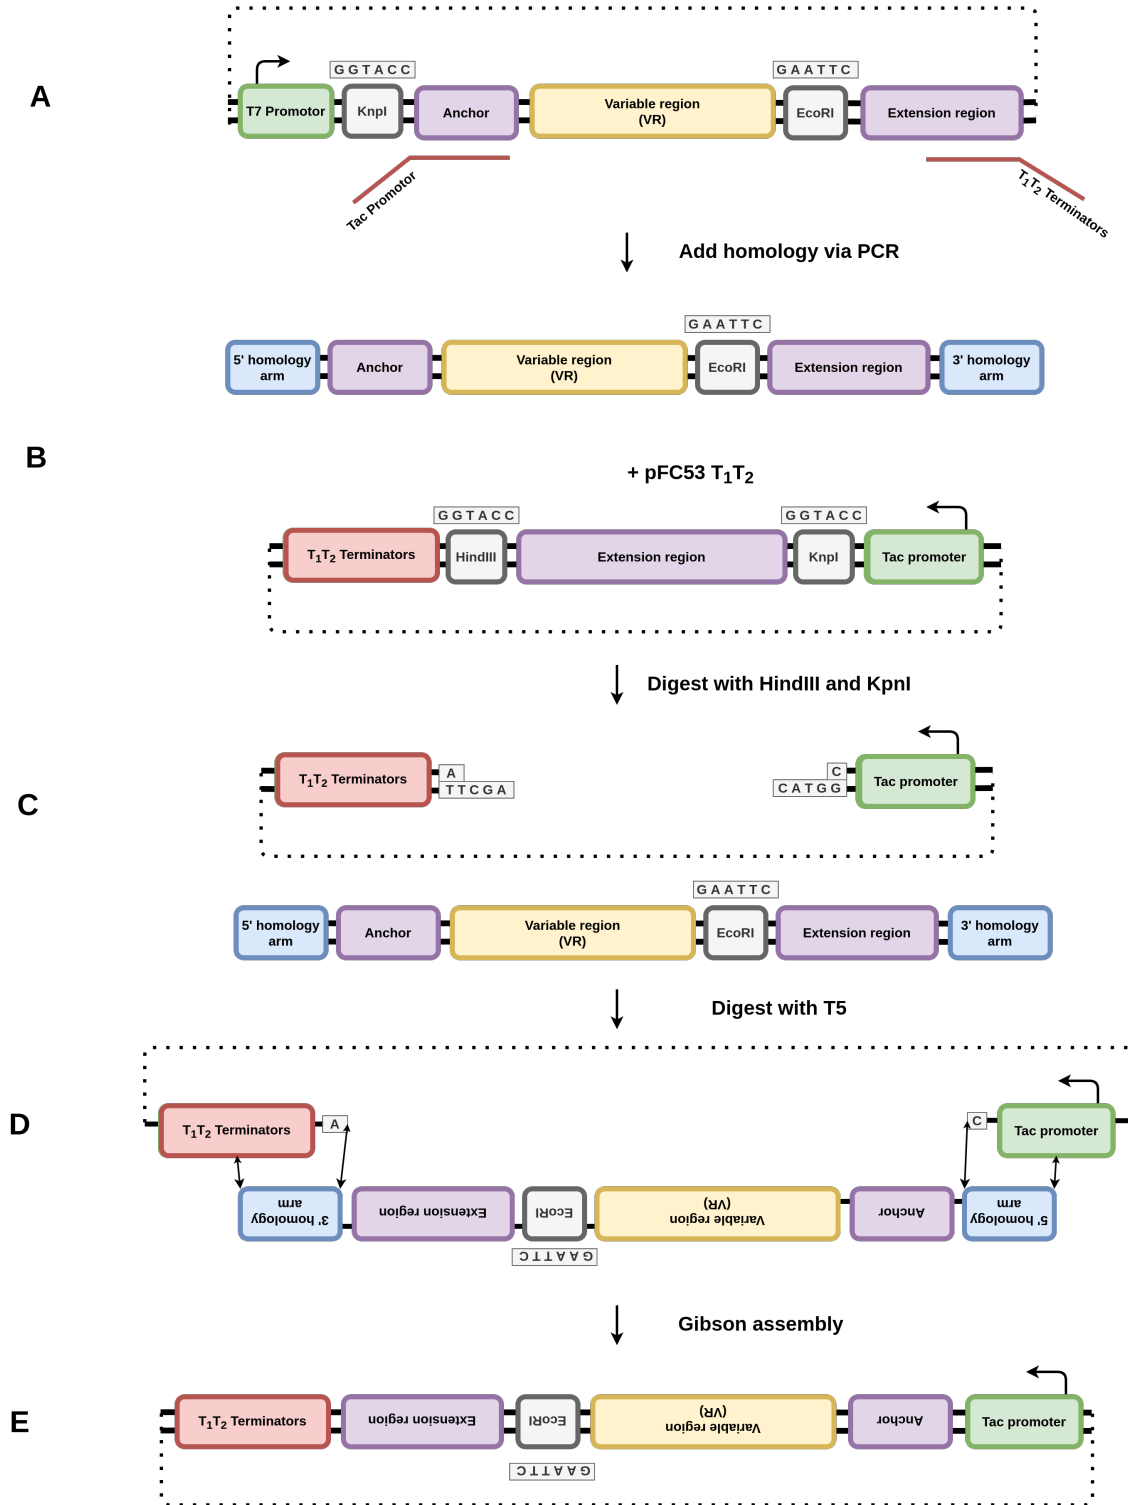 A
GGTACC
GAATTC
T7 Promotor
KnpI
Anchor
Variable region
(VR)
EcoRI
Extension region
Tac Promotor
T1T2 Terminators
Add homology via PCR
GAATTC
5' homology
arm
Anchor
Variable region
(VR)
EcoRI
Extension region
3' homology
arm
B
+ pFC53 T1T2
GGTACC
GGTACC
T1T2 Terminators
HindIII
Extension region
KnpI
Tac promoter
Digest with HindIII and KpnI
C
T1T2 Terminators
A
TTCGA
C
CATGG
Tac promoter
GAATTC
5' homology
arm
Anchor
Variable region
(VR)
EcoRI
Extension region
3' homology
arm
Digest with T5
D
T1T2 Terminators
A
C
Tac promoter
3' homology
arm
Extension region
EcoRI
Variable region
(VR)
Anchor
5' homology
arm
GAATTC
Gibson assembly
E
T1T2 Terminators
Extension region
EcoRI
Variable region
(VR)
Anchor
Tac promoter
GAATTC